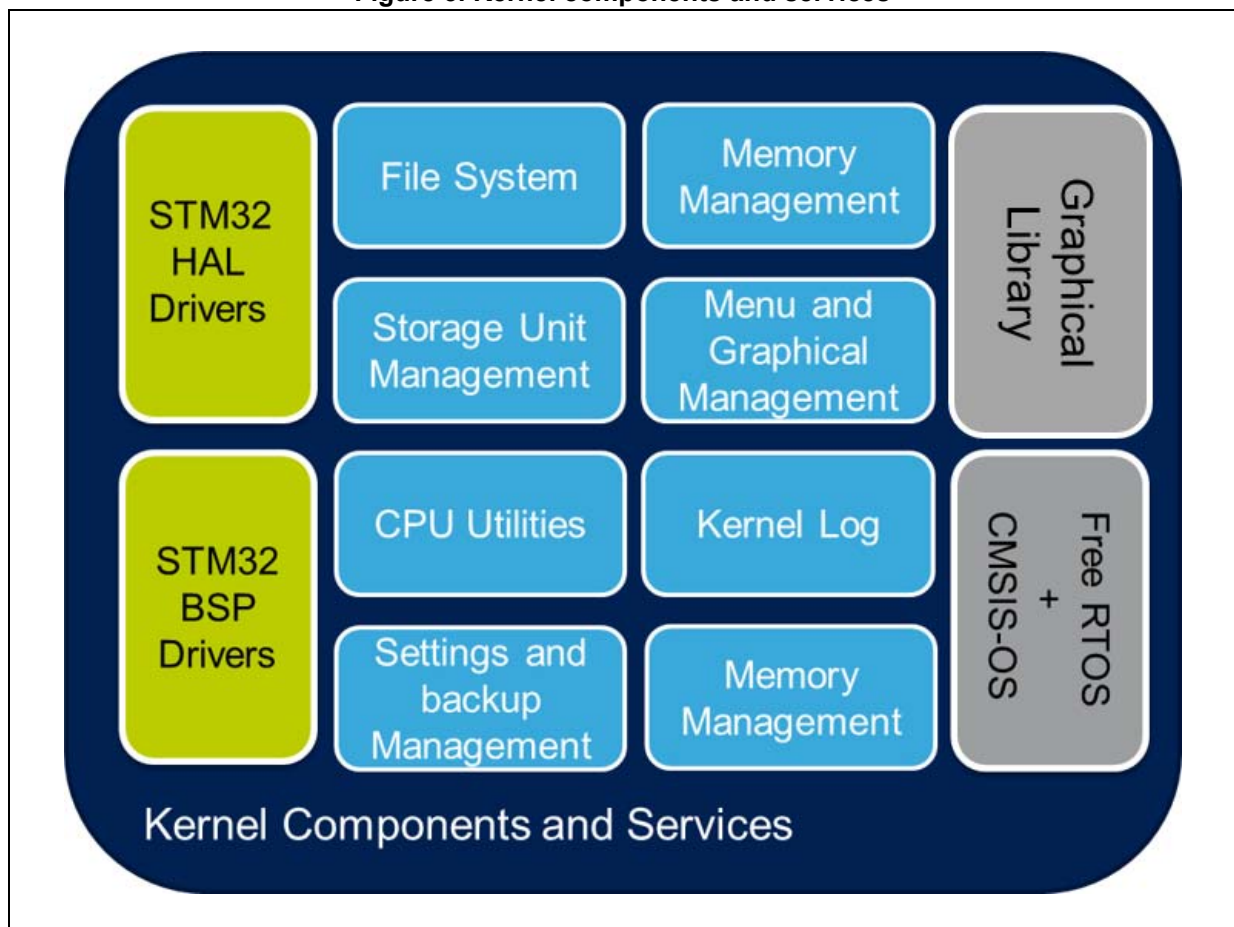 STM32
HAL
Drivers
File System
Memory
Management
Graphical
Library
Storage Unit
Management
Menu and
Graphical
Management
STM32
BSP
Drivers
CPU Utilities
Kernel Log
Free RTOS
+
CMSIS-OS
Settings and
backup
Management
Memory
Management
Kernel Components and Services